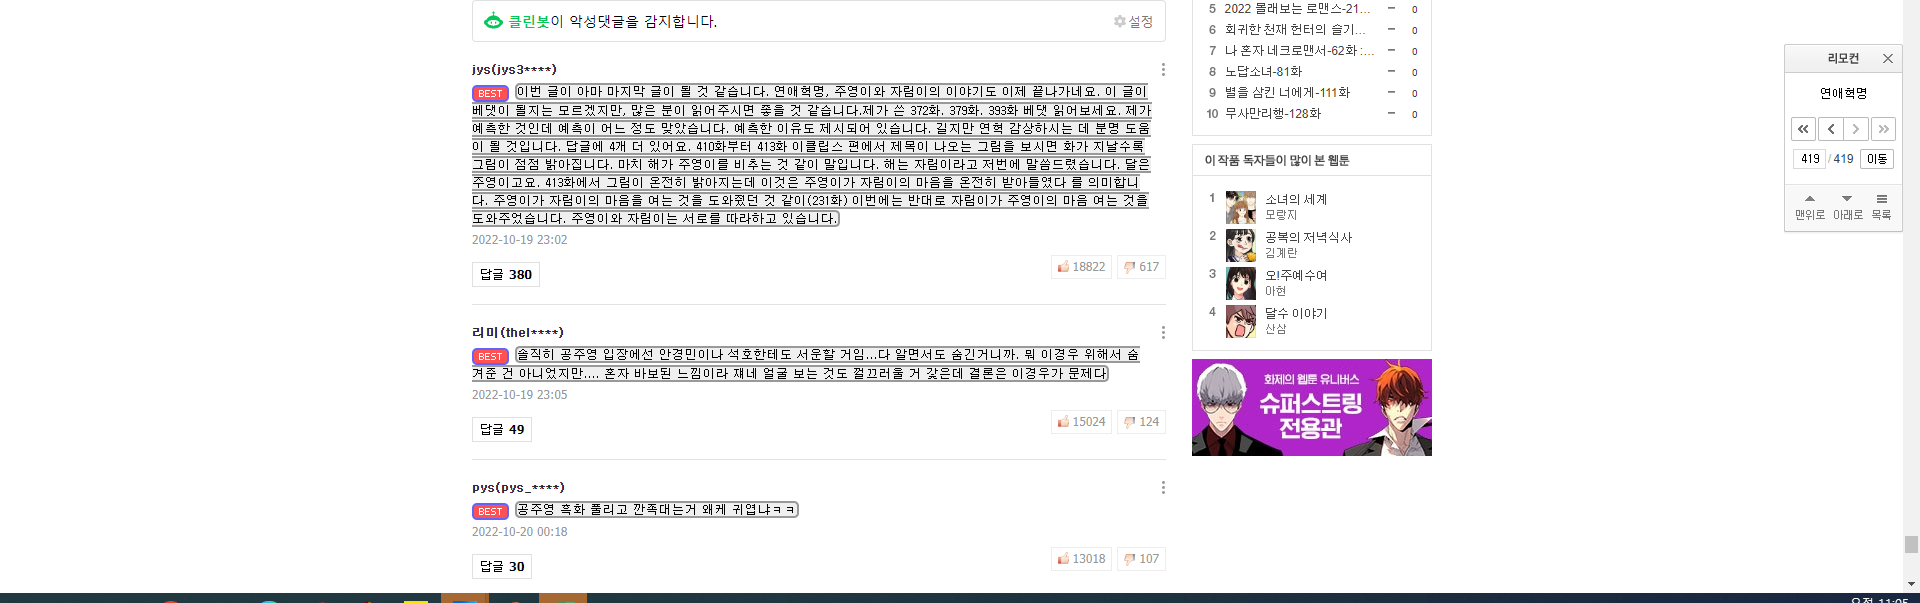 클린봇이 악성댓글을 감지합니다.
설정
jys(jys3****)
BEST 이번 글이 아마 마지막 글이 될 것 같습니다. 연애혁명, 주영이와 자림이의 이야기도 이제 끝나가네요. 이 글이
베댓이 될지는 모르겠지만, 많은 분이 읽어주시면 좋을 것 같습니다.제가 쓴 372화. 379화. 393화 베댓 읽어보세요. 제가
예측한 것인데 예측이 어느 정도 맞았습니다. 예측한 이유도 제시되어 있습니다. 길지만 연혁 감상하시는 데 분명 도움
이 될 것입니다. 답글에 4개 더 있어요. 410화부터 413화 이클립스 편에서 제목이 나오는 그림을 보시면 화가 지날수록
그림이 점점 밝아집니다. 마치 해가 주영이를 비추는 것 같이 말입니다. 해는 자림이라고 저번에 말씀드렸습니다. 달은
주영이고요. 413화에서 그림이 온전히 밝아지는데 이것은 주영이가 자림이의 마음을 온전히 받아들였다 를 의미합니
다. 주영이가 자림이의 마음을 여는 것을 도와줬던 것 같이(231화) 이번에는 반대로 자림이가 주영이의 마음 여는 것을
도와주었습니다. 주영이와 자림이는 서로를 따라하고 있습니다.
2022-10-19 23:02
답글 380
18822
617
리미(thel****)
BEST 솔직히 공주영 입장에선 안경민이나 석호한테도 서운할 거임...다 알면서도 숨긴거니까. 뭐 이경우 위해서 숨
겨준 건 아니었지만.... 혼자 바보된 느낌이라 쟤네 얼굴 보는 것도 껄끄러울 거 같은데 결론은 이경우가 문제다
2022-10-19 23:05
답글 49
15024
124
pys(pys_****)
BEST 공주영 흑화 풀리고 깐족대는거 왜케 귀엽냐ㅋㅋ
2022-10-20 00:18
답글 30
13018
107
5 2022 몰래보는 로맨스-21... 0
6 회귀한 천재 헌터의 슬기... 0
7 나 혼자 네크로맨서-62화 :... 0
8 노답소녀-81화 0
9 별을 삼킨 너에게-111화 0
10 무사만리행-128화 0
이 작품 독자들이 많이 본 웹툰
1 소녀의 세계
모랑지
2 공복의 저녁식사
김계란
3 오!주예수여
아현
4 달수 이야기
산삼
화제의 웹툰 유니버스
슈퍼스트링
전용관
리모컨
연애혁명
419 / 419 이동
맨위로 아래로 목록